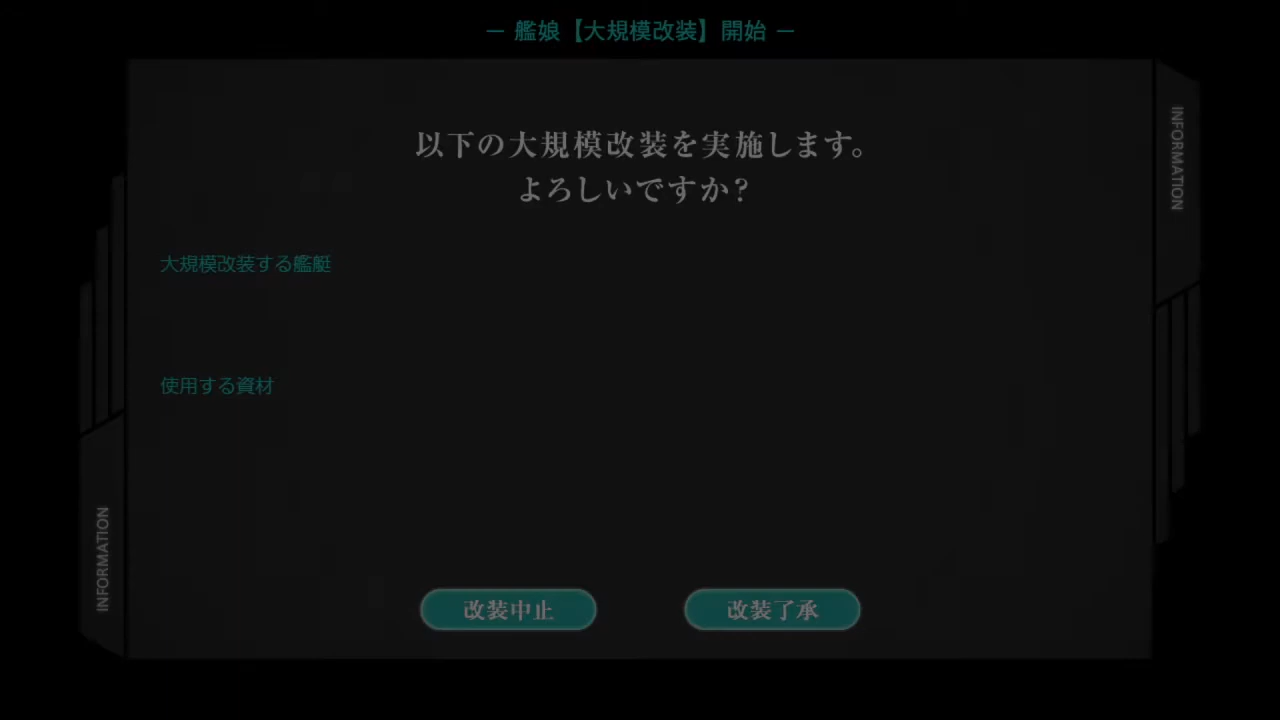 ― 艦娘【大規模改装】開始 ―
以下の大規模改装を実施します。
よろしいですか?
大規模改装する艦艇
使用する資材
改装中止
改装了承
INFORMATION
INFORMATION